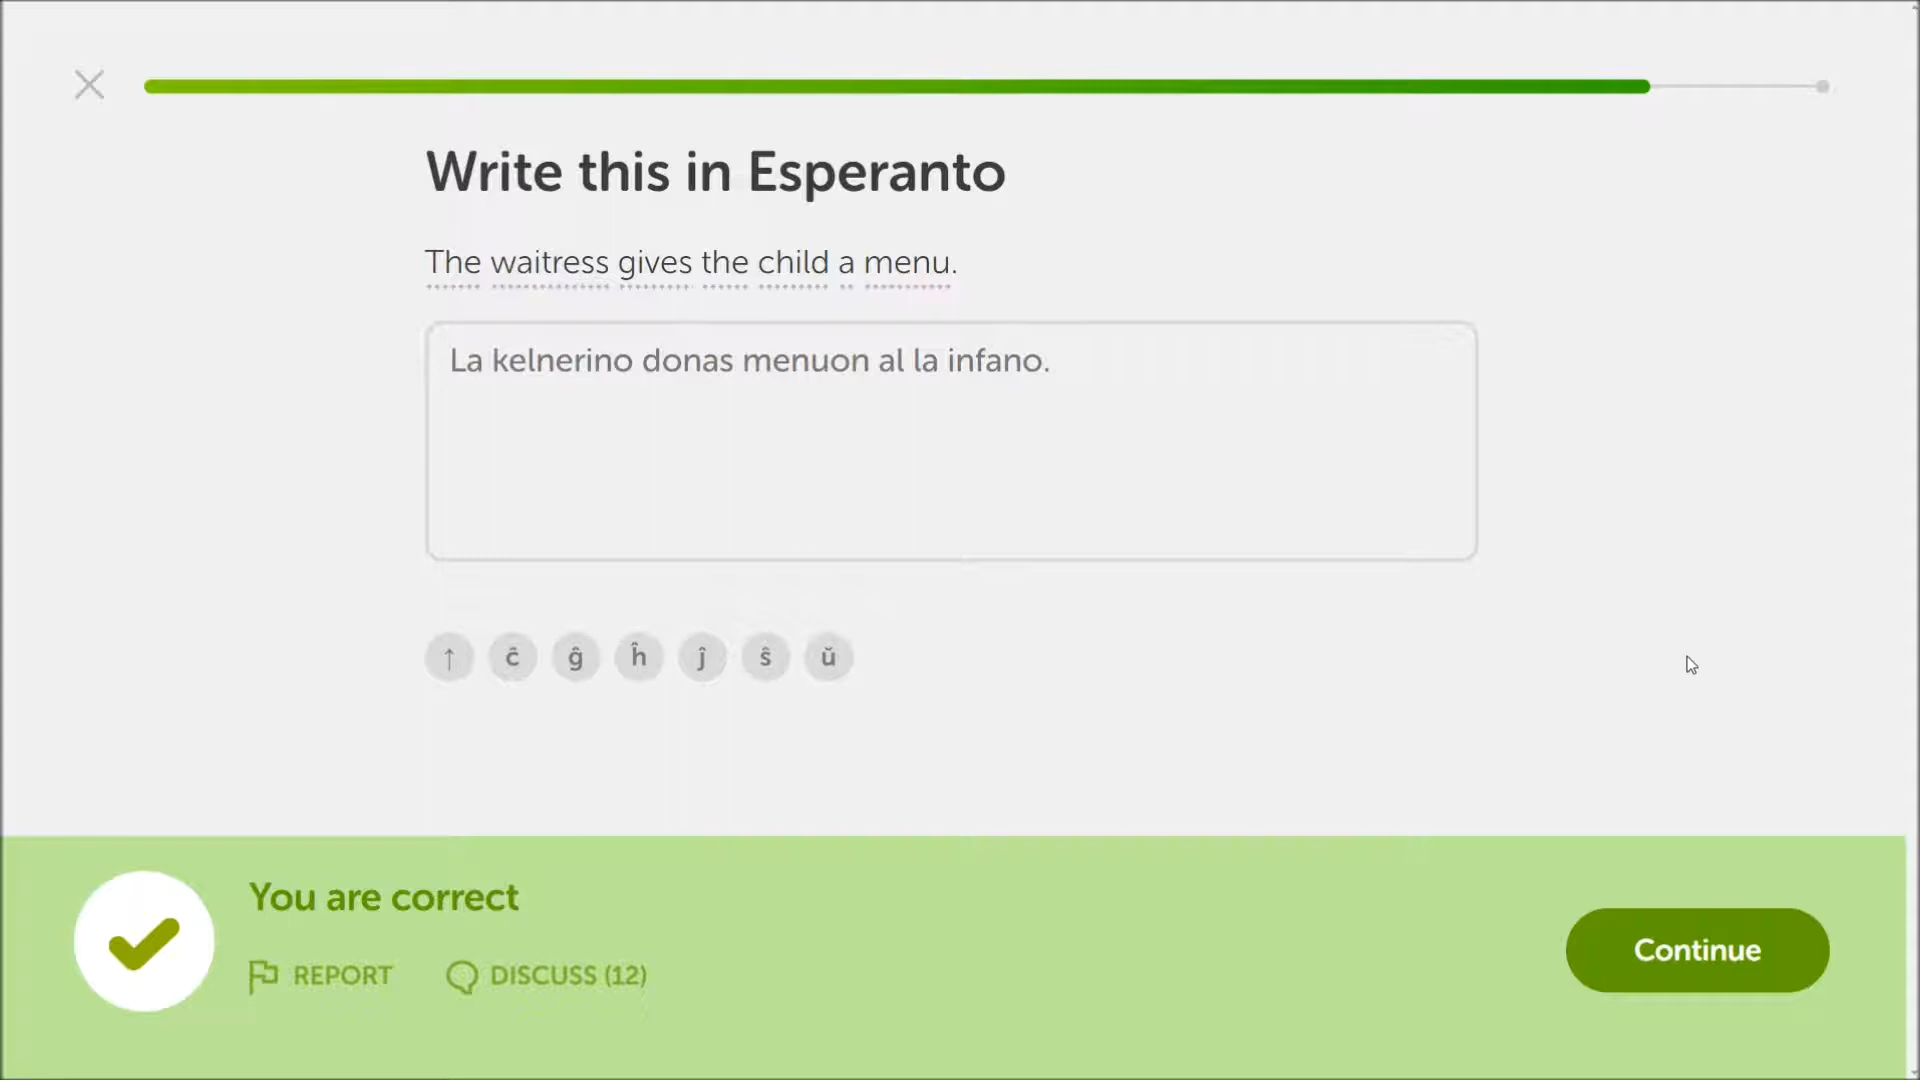 Write this in Esperanto
The waitress gives the child a menu.
La kelnerino donas menuon al la infano.
↑ ĉ ĝ ĥ ĵ ŝ ŭ
You are correct
REPORT DISCUSS (12)
Continue